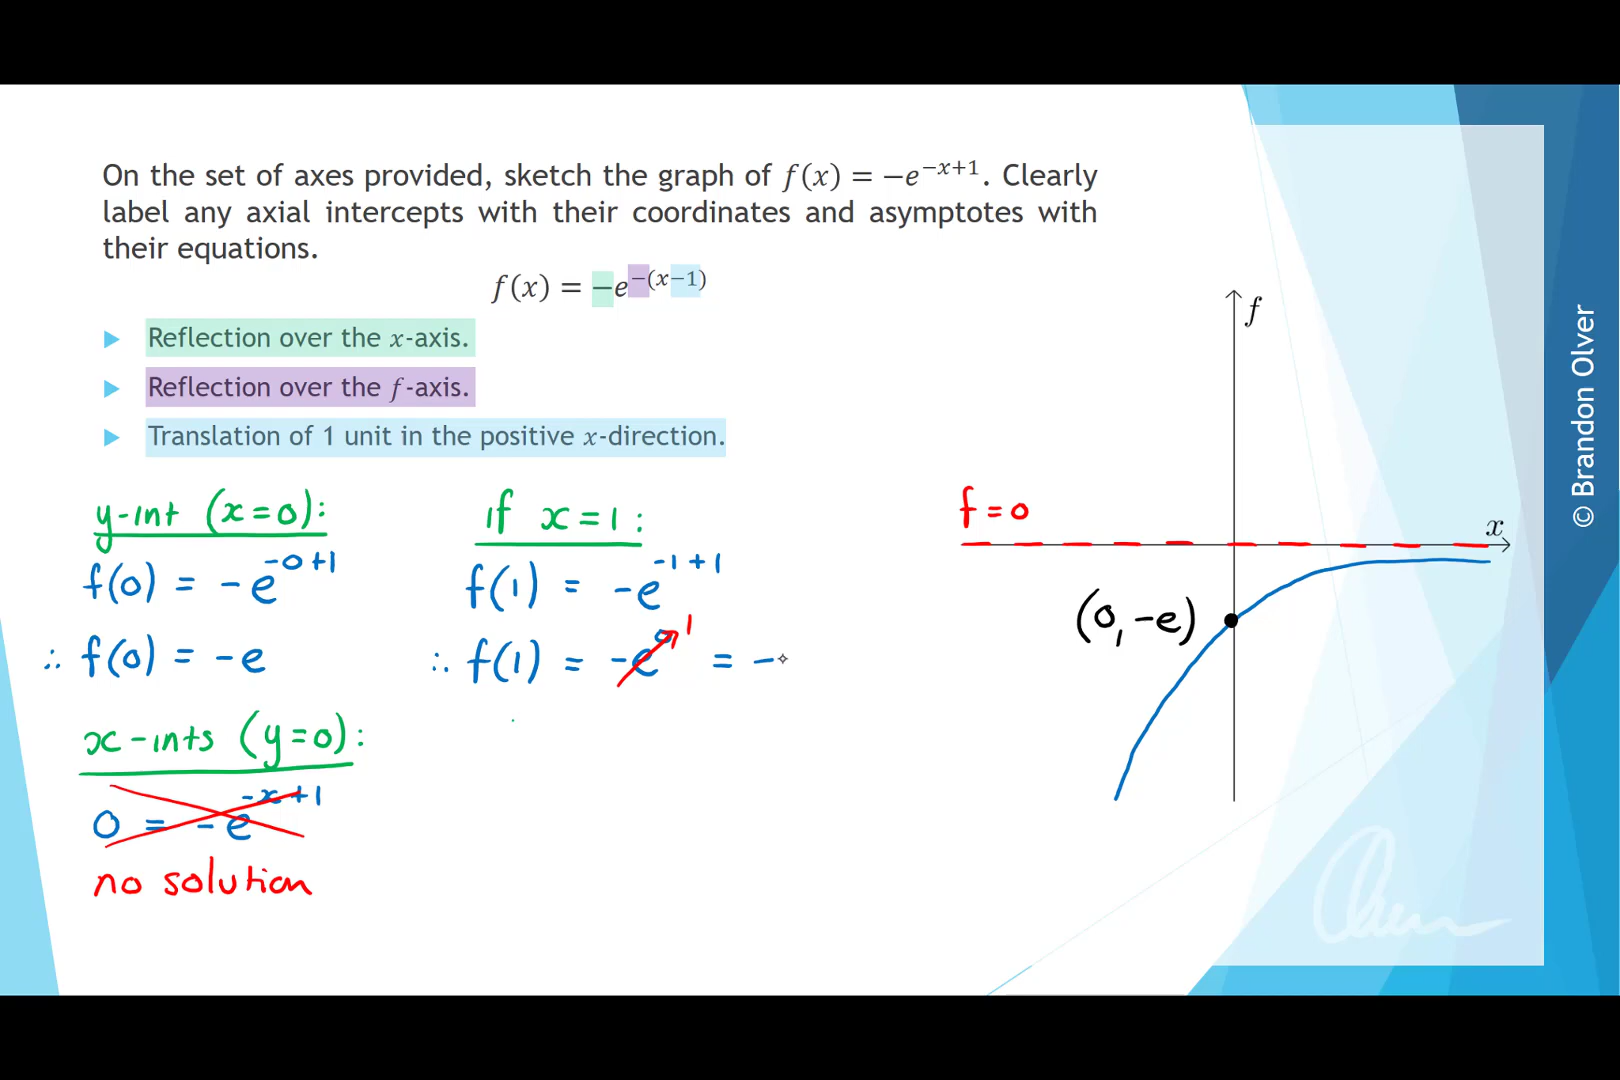 On the set of axes provided, sketch the graph of f(x) = −e^{−x+1}. Clearly
label any axial intercepts with their coordinates and asymptotes with
their equations.
f(x) = −e^{−(x−1)}
Reflection over the x-axis.
Reflection over the f-axis.
Translation of 1 unit in the positive x-direction.
y-int (x=0):
f(0) = -e^{-0+1}
∴ f(0) = -e
x-ints (y=0):
0 = -e^{-x+1}
no solution
if x=1:
f(1) = -e^{-1+1}
∴ f(1) = -e^{0} 1 = -
f
f=0
x
(0, -e)
© Brandon Olver